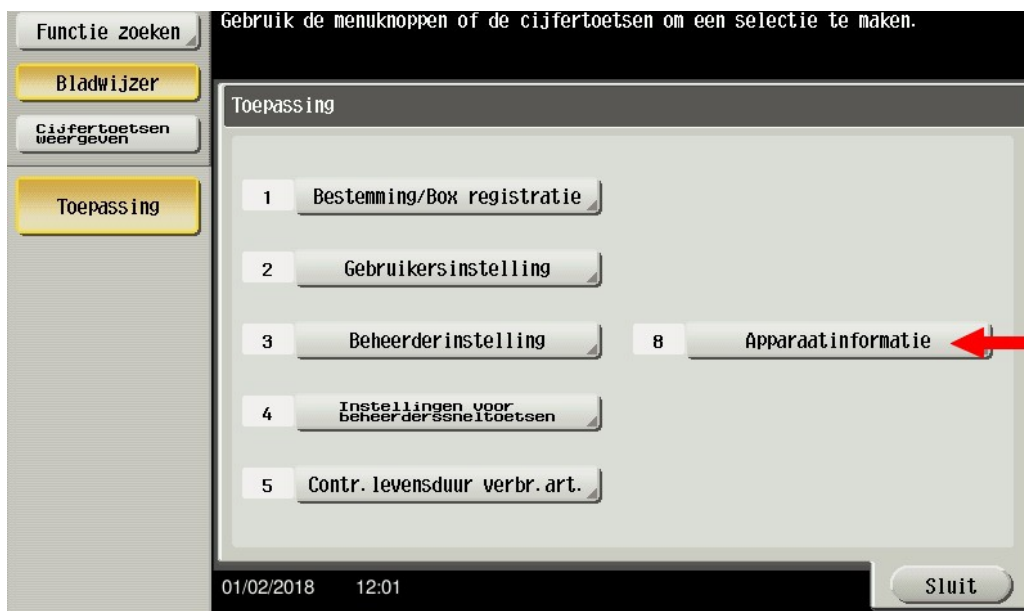 Functie zoeken
Gebruik de menuknoppen of de cijfertoetsen om een selectie te maken.
Bladwijzer
Cijfertoetsen
weergeven
Toepassing
Toepassing
1 Bestemming/Box registratie
2 Gebruikersinstelling
3 Beheerderinstelling
8 Apparaatinformatie
4 Instellingen voor
beheerderssneltoetsen
5 Contr.levensduur verbr.art.
01/02/2018 12:01
Sluit